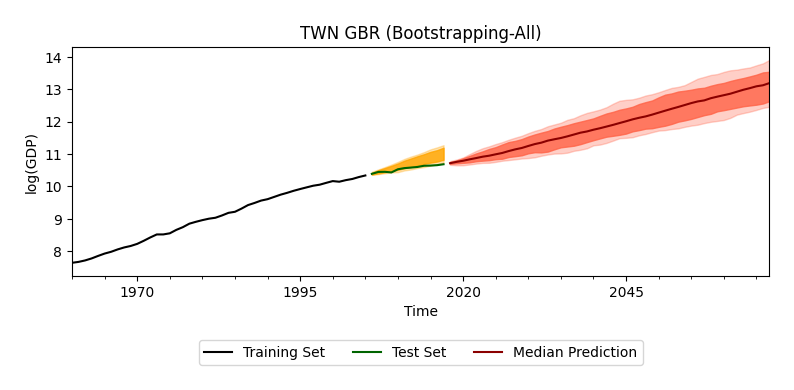 TWN GBR (Bootstrapping-All)
14
13
12
11
10
9
8
log(GDP)
1970
1995
2020
2045
Time
Training Set
Test Set
Median Prediction